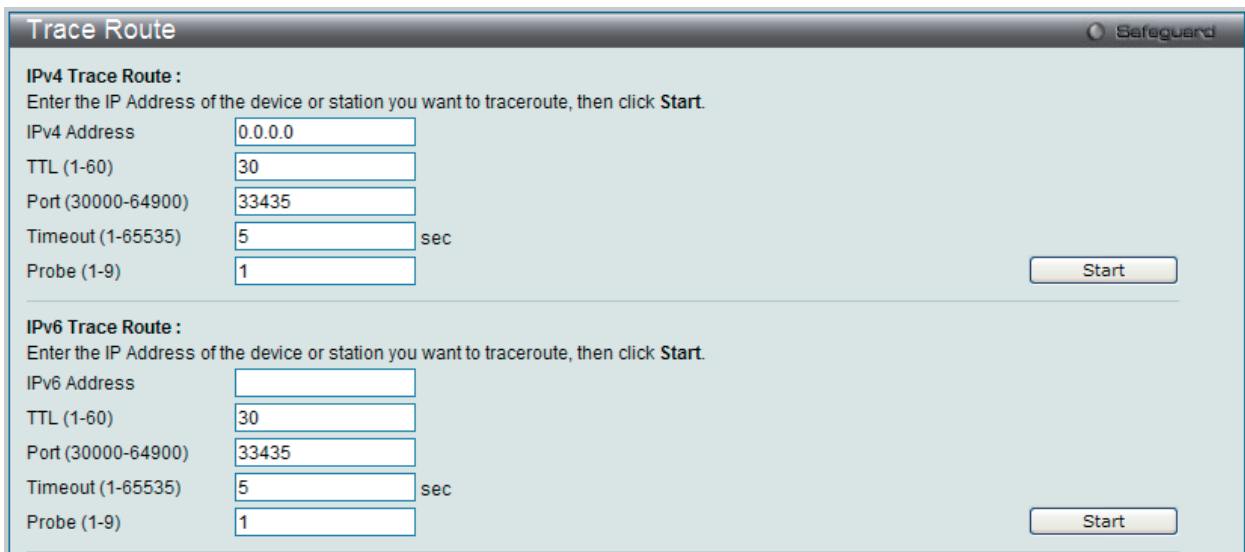 Trace Route
Safeguard
IPv4 Trace Route :
Enter the IP Address of the device or station you want to traceroute, then click Start.
IPv4 Address 0.0.0.0
TTL (1-60) 30
Port (30000-64900) 33435
Timeout (1-65535) 5 sec
Probe (1-9) 1 Start
IPv6 Trace Route :
Enter the IP Address of the device or station you want to traceroute, then click Start.
IPv6 Address
TTL (1-60) 30
Port (30000-64900) 33435
Timeout (1-65535) 5 sec
Probe (1-9) 1 Start